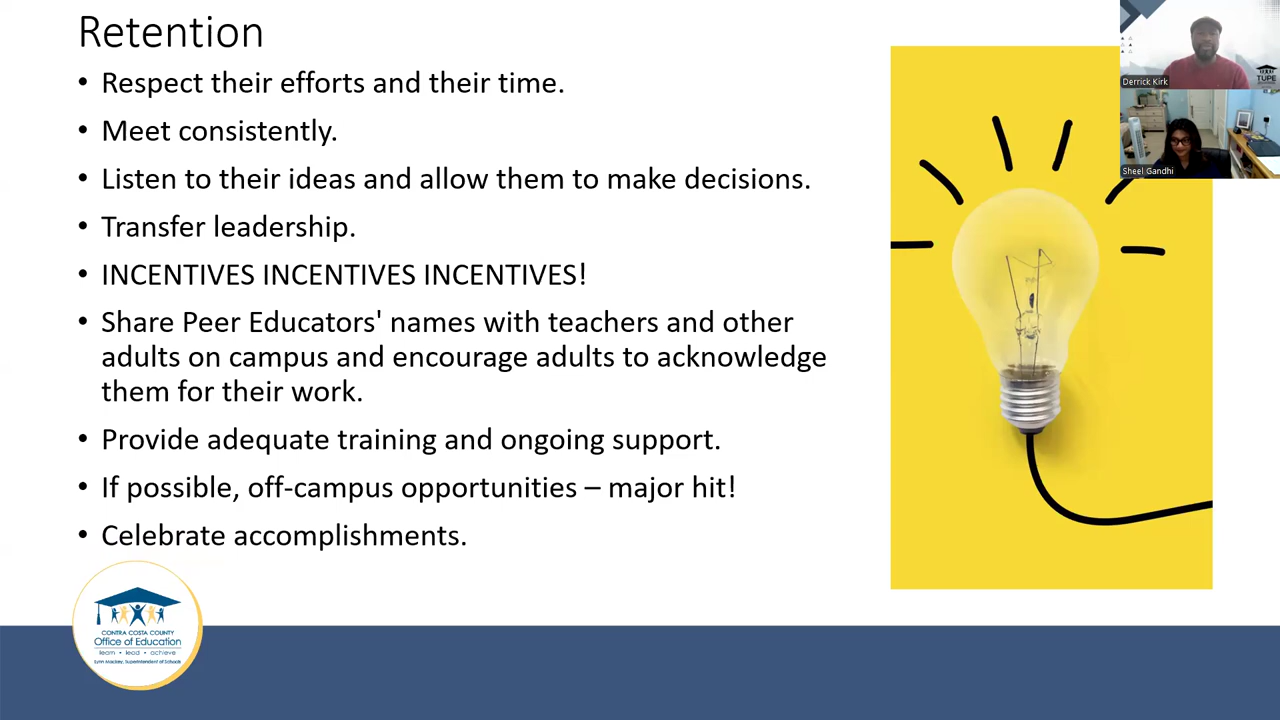 Retention
• Respect their efforts and their time.
• Meet consistently.
• Listen to their ideas and allow them to make decisions.
• Transfer leadership.
• INCENTIVES INCENTIVES INCENTIVES!
• Share Peer Educators' names with teachers and other
adults on campus and encourage adults to acknowledge
them for their work.
• Provide adequate training and ongoing support.
• If possible, off-campus opportunities – major hit!
• Celebrate accomplishments.
CONTRA COSTA COUNTY
Office of Education
learn • lead • achieve
Lynn Mackey, Superintendent of Schools
Derrick Kirk
TUPE
Sheel Gandhi